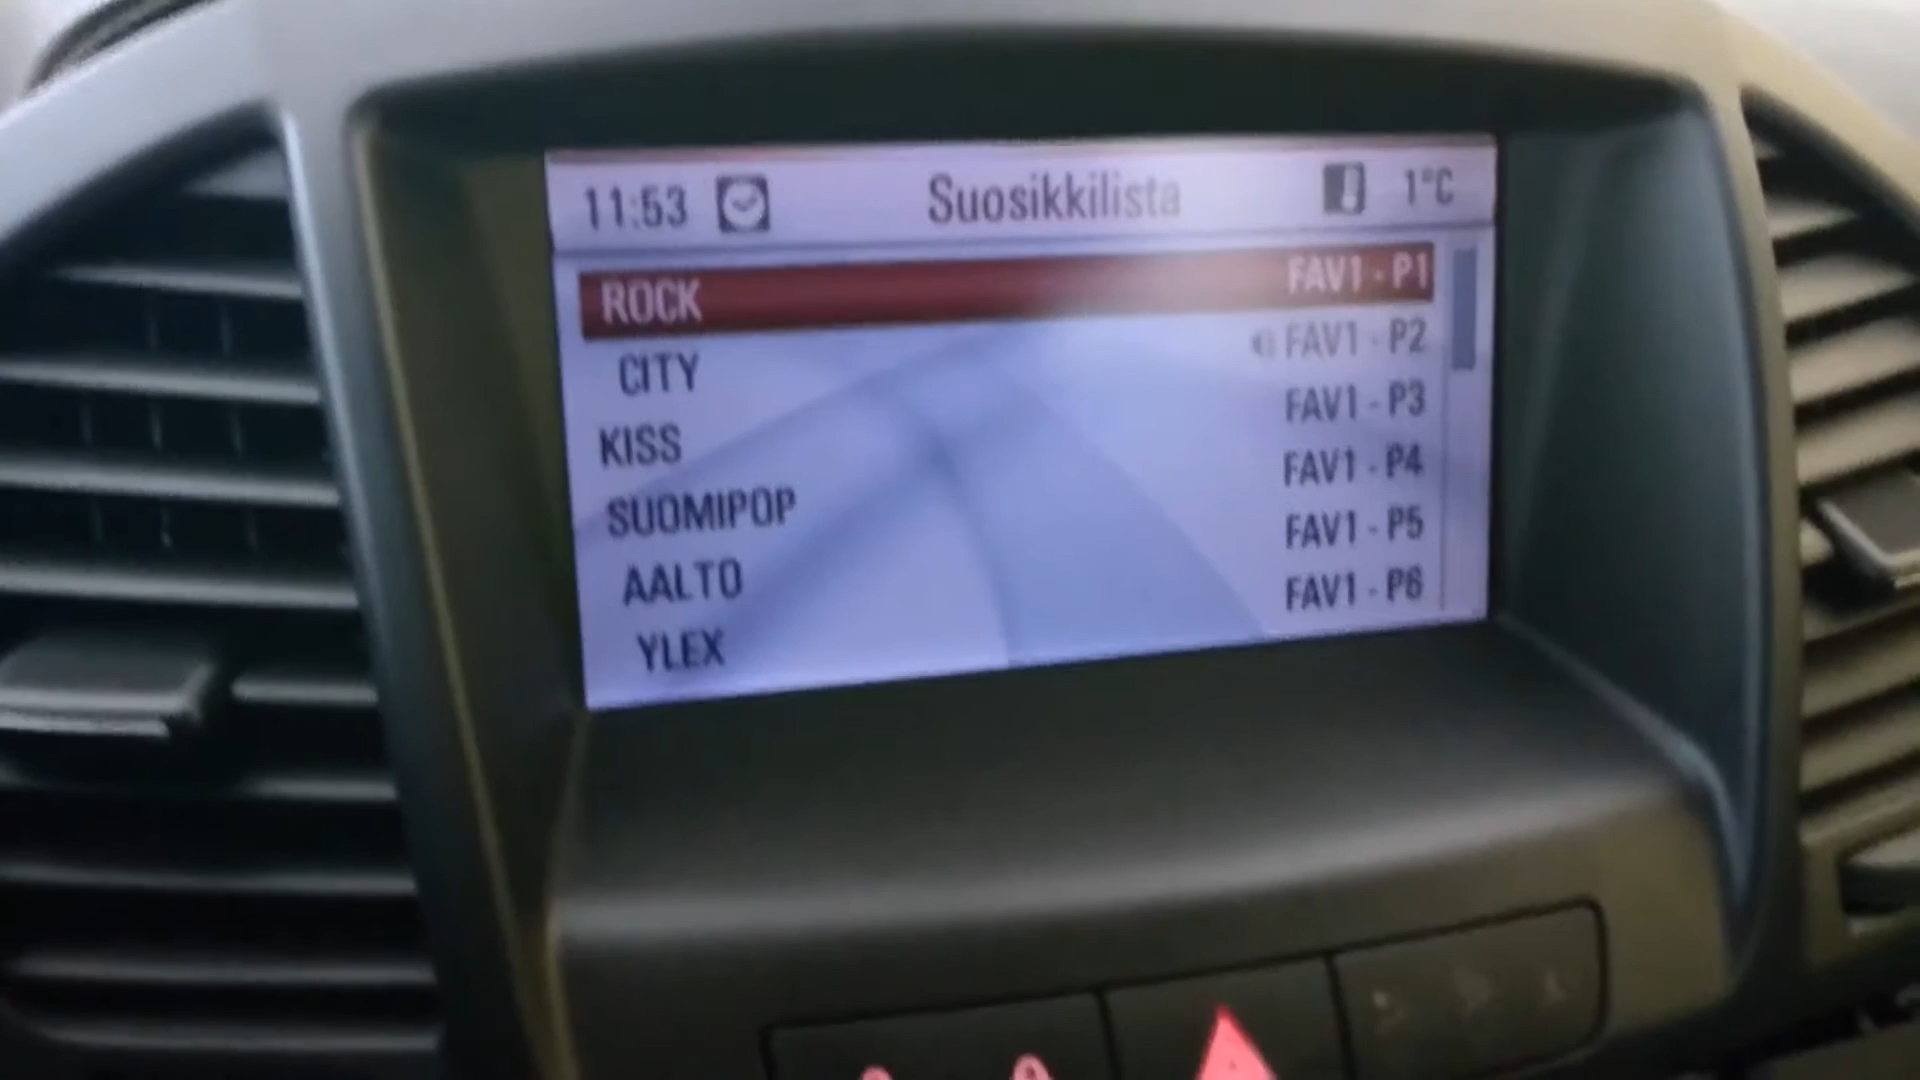 11:53 Suosikkilista 1°C
ROCK FAV1 - P1
CITY FAV1 - P2
KISS FAV1 - P3
SUOMIPOP FAV1 - P4
AALTO FAV1 - P5
YLEX FAV1 - P6